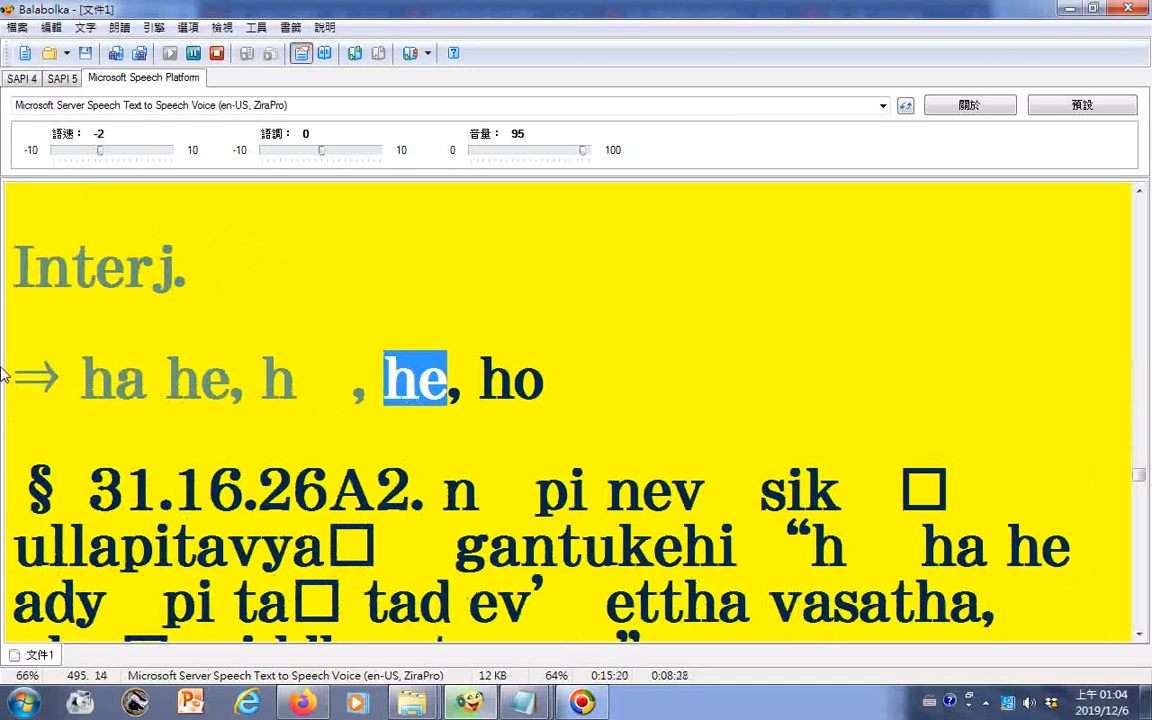 Balabolka - [文件1]
檔案 編輯 文字 朗讀 引擎 選項 檢視 工具 書籤 說明
SAPI 4 SAPI 5 Microsoft Speech Platform
Microsoft Server Speech Text to Speech Voice (en-US, ZiraPro) 關於 預設
語速： -2 語調： 0 音量： 95
-10 10 -10 10 0 100
Interj.
⇒ ha he, h , he, ho
§ 31.16.26A2. n pi nev sik □
ullapitavya□ gantukehi “h ha he
ady pi ta□ tad ev’ ettha vasatha,
文件1
66% 495. 14 Microsoft Server Speech Text to Speech Voice (en-US, ZiraPro) 12 KB 64% 0:15:20 0:08:28
上午 01:04
2019/12/6